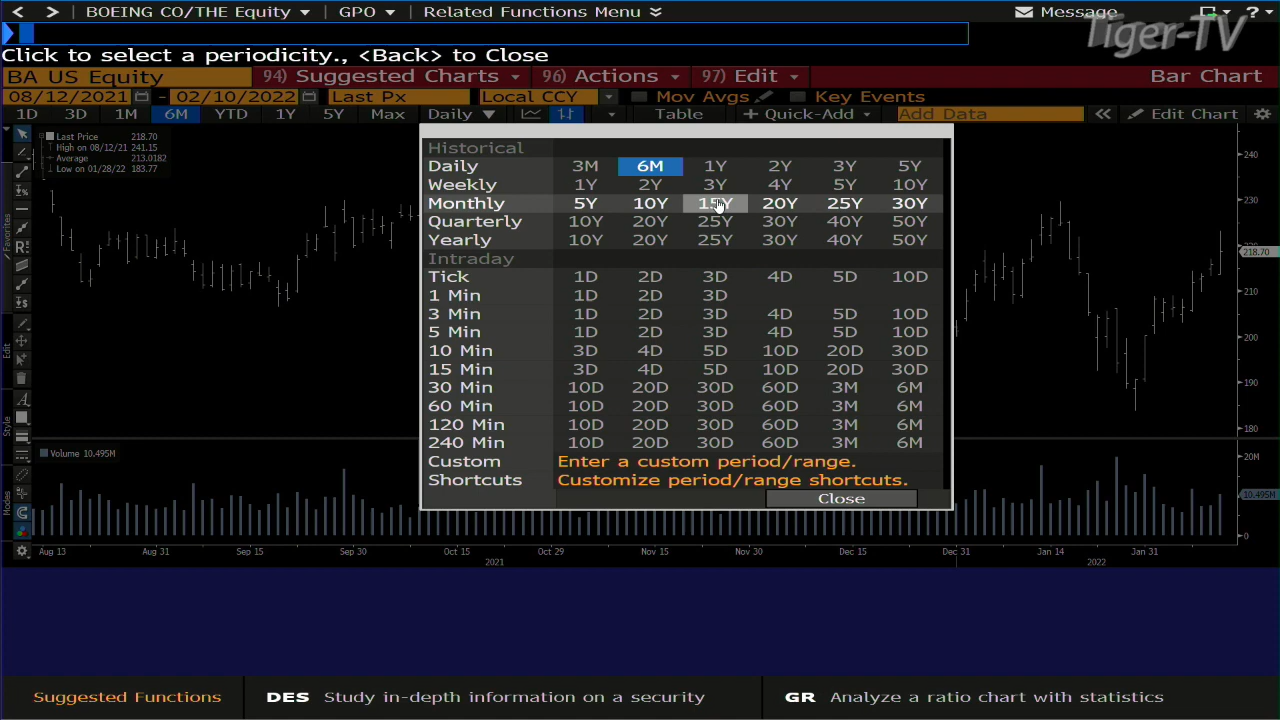 < > BOEING CO/THE Equity GPO Related Functions Menu Message ?
Tiger-TV
Click to select a periodicity., <Back> to Close
BA US Equity 94) Suggested Charts 96) Actions 97) Edit Bar Chart
08/12/2021 - 02/10/2022 Last Px Local CCY Mov Avgs Key Events
1D 3D 1M 6M YTD 1Y 5Y Max Daily Table + Quick-Add Add Data « Edit Chart
Last Price 218.70
High on 08/12/21 241.15
Average 213.0182
Low on 01/28/22 183.77
Historical
Daily 3M 6M 1Y 2Y 3Y 5Y
Weekly 1Y 2Y 3Y 4Y 5Y 10Y
Monthly 5Y 10Y 15Y 20Y 25Y 30Y
Quarterly 10Y 20Y 25Y 30Y 40Y 50Y
Yearly 10Y 20Y 25Y 30Y 40Y 50Y
Intraday
Tick 1D 2D 3D 4D 5D 10D
1 Min 1D 2D 3D
3 Min 1D 2D 3D 4D 5D 10D
5 Min 1D 2D 3D 4D 5D 10D
10 Min 3D 4D 5D 10D 20D 30D
15 Min 3D 4D 5D 10D 20D 30D
30 Min 10D 20D 30D 60D 3M 6M
60 Min 10D 20D 30D 60D 3M 6M
120 Min 10D 20D 30D 60D 3M 6M
240 Min 10D 20D 30D 60D 3M 6M
Custom Enter a custom period/range.
Shortcuts Customize period/range shortcuts.
Close
240
230
218.70
210
200
190
180
Favorites
Edit
Style
Modes
Volume 10.495M
20M
10.495M
0
Aug 13 Aug 31 Sep 15 Sep 30 Oct 15 Oct 29 Nov 15 Nov 30 Dec 15 Dec 31 Jan 14 Jan 31
2021 2022
Suggested Functions DES Study in-depth information on a security GR Analyze a ratio chart with statistics